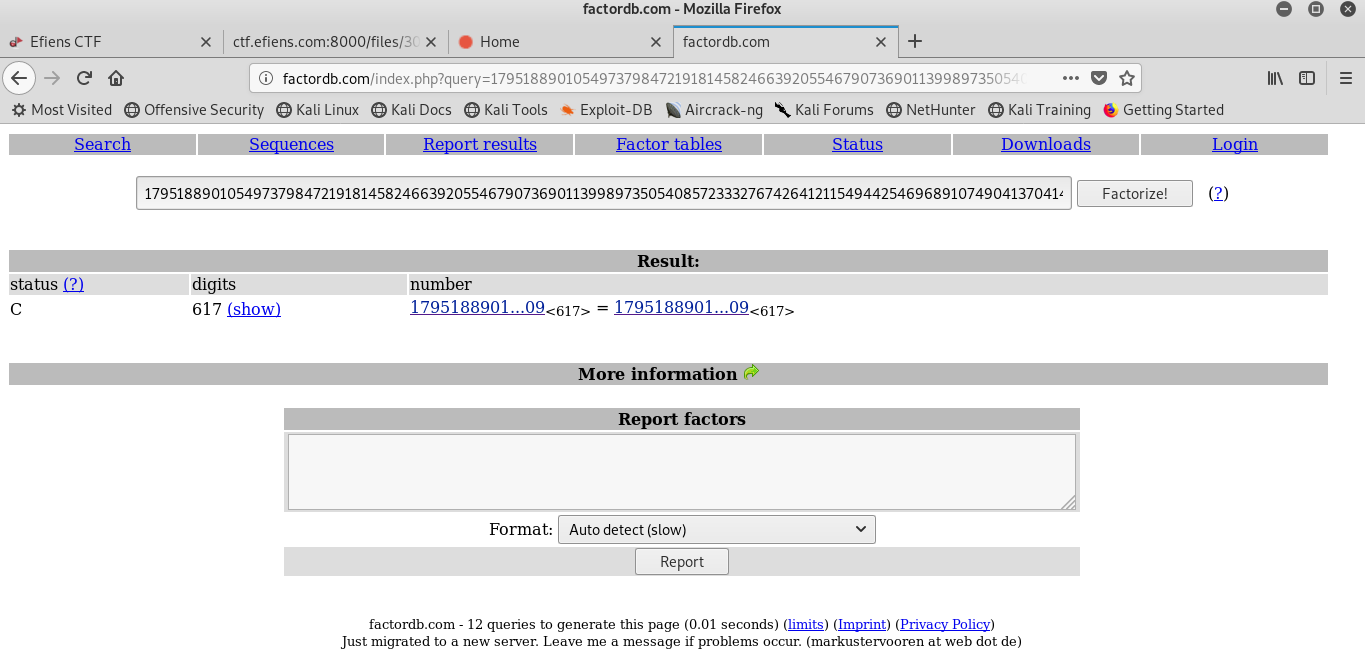 factordb.com - Mozilla Firefox
Efiens CTF ctf.efiens.com:8000/files/30 Home factordb.com
factordb.com/index.php?query=1795188901054973798472191814582466392055467907369011399897350540
Most Visited Offensive Security Kali Linux Kali Docs Kali Tools Exploit-DB Aircrack-ng Kali Forums NetHunter Kali Training Getting Started
Search Sequences Report results Factor tables Status Downloads Login
1795188901054973798472191814582466392055467907369011399897350540857233327674264121154944254696891074904137041 Factorize! (?)
Result:
status (?) digits number
C 617 (show) 1795188901...09<617> = 1795188901...09<617>
More information
Report factors
Format: Auto detect (slow)
Report
factordb.com - 12 queries to generate this page (0.01 seconds) (limits) (Imprint) (Privacy Policy)
Just migrated to a new server. Leave me a message if problems occur. (markustervooren at web dot de)